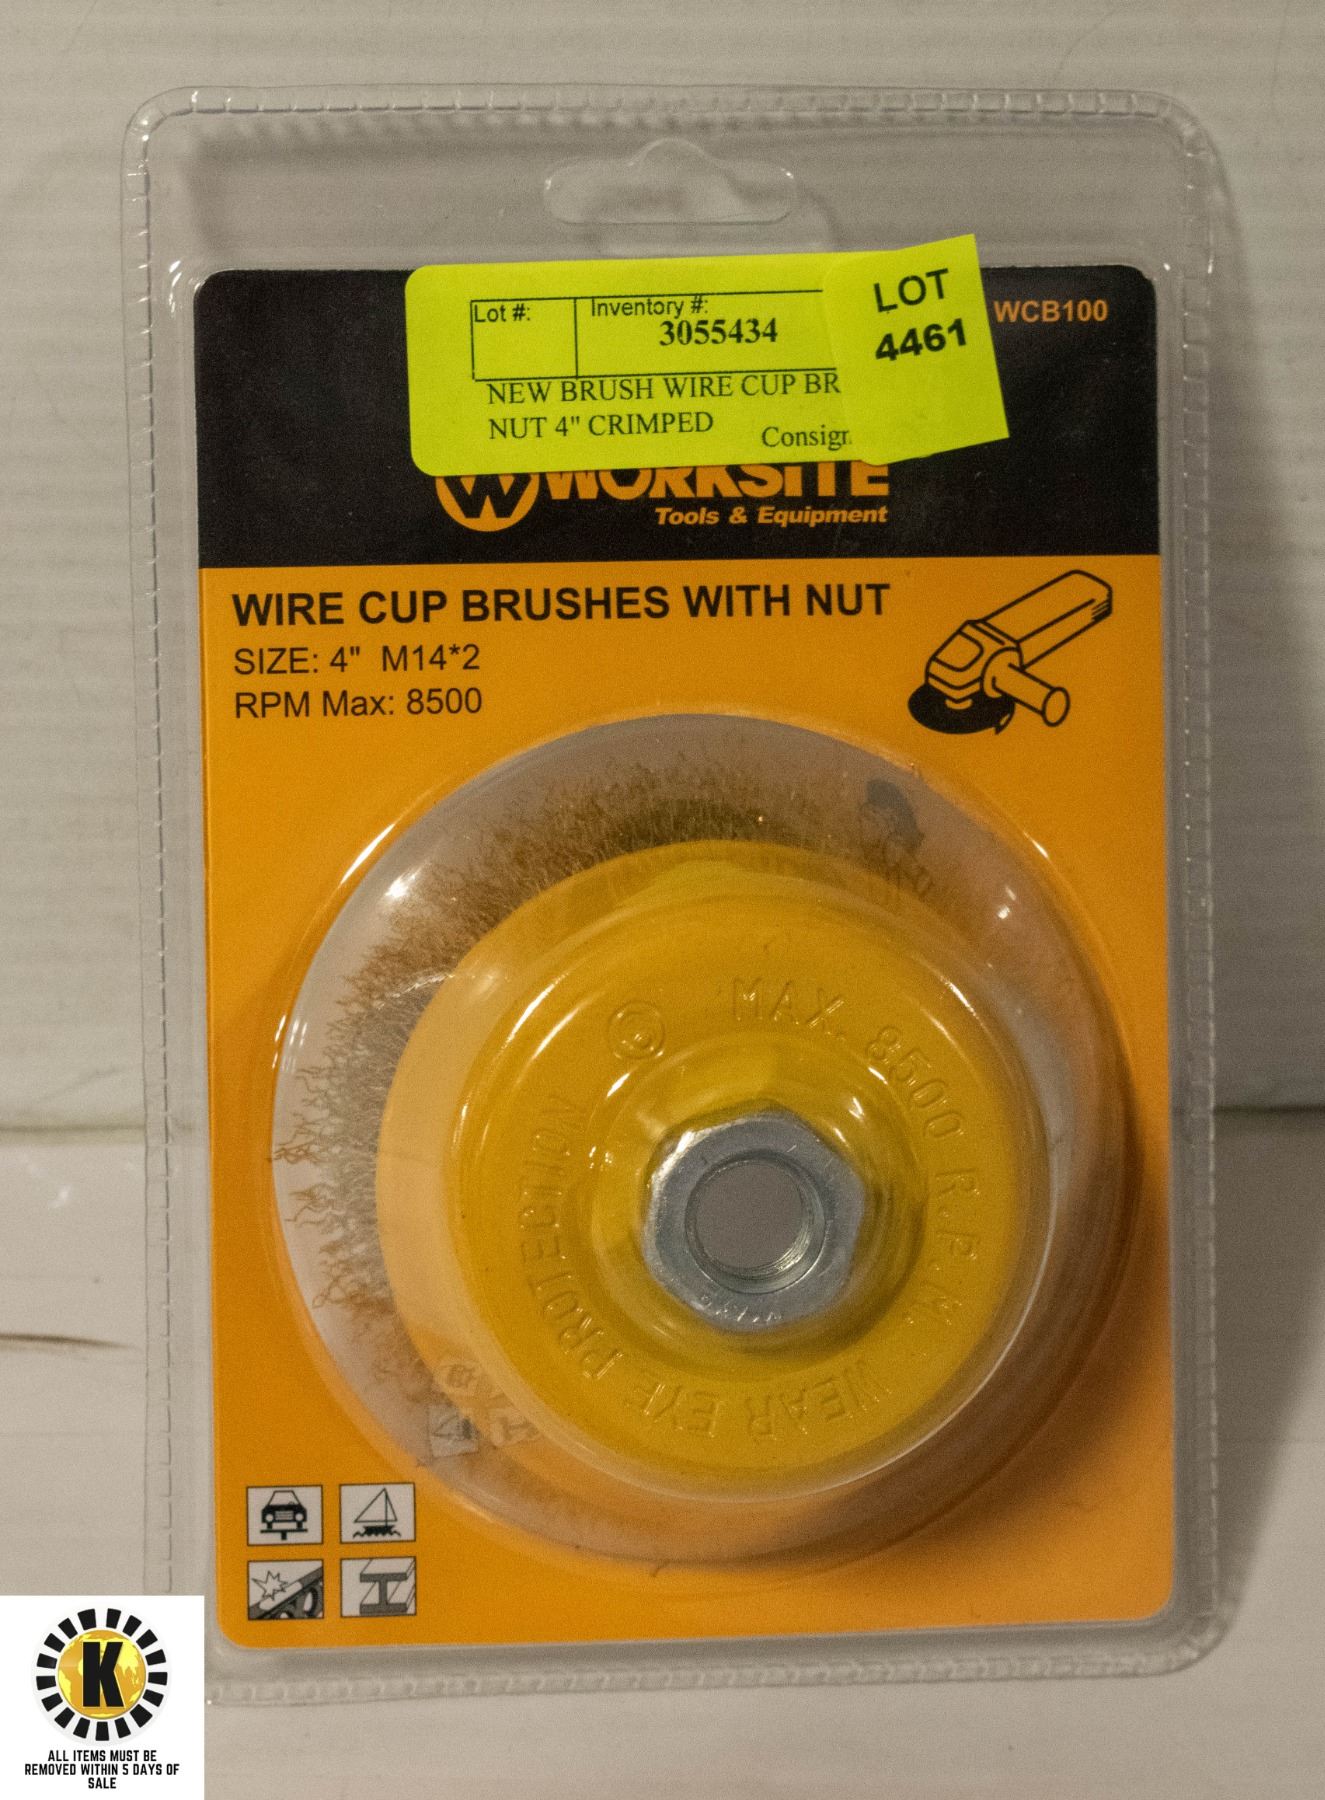 Lot #:
Inventory #:
3055434
NEW BRUSH WIRE CUP BR
NUT 4" CRIMPED
Consign
LOT
4461
WCB100
W WORKSITE
Tools & Equipment
WIRE CUP BRUSHES WITH NUT
SIZE: 4" M14*2
RPM Max: 8500
MAX. 8500 R.P.M.
WEAR EYE PROTECTION
K
ALL ITEMS MUST BE
REMOVED WITHIN 5 DAYS OF
SALE